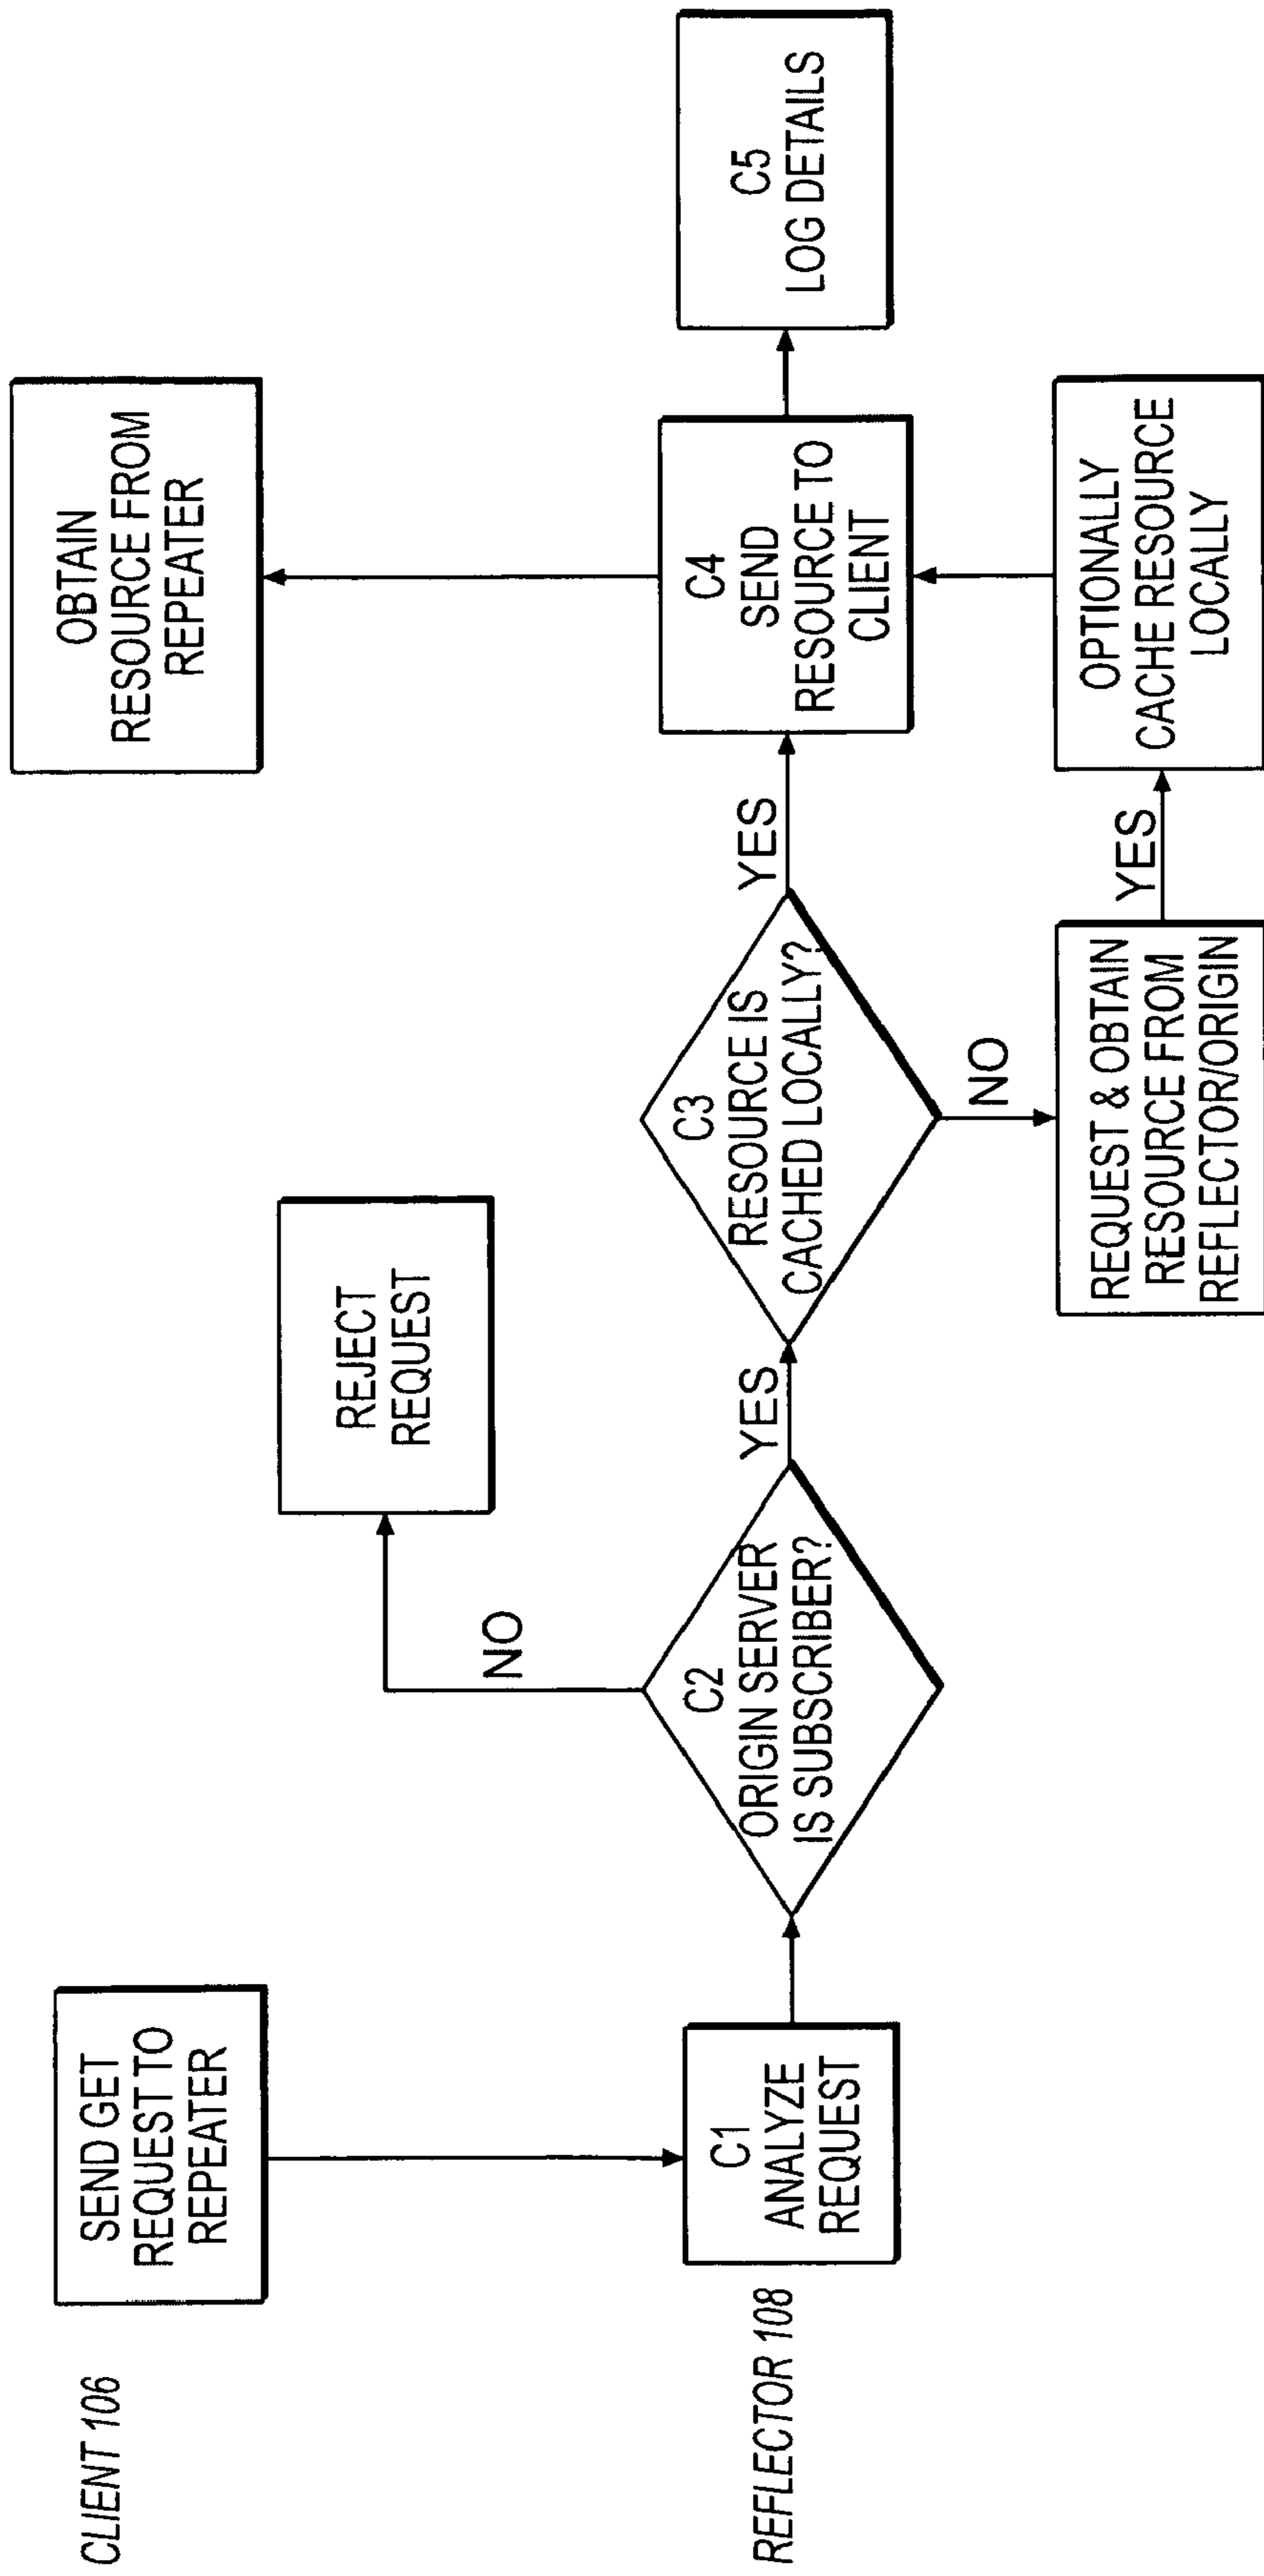 CLIENT 106
SEND GET
REQUEST TO
REPEATER
OBTAIN
RESOURCE FROM
REPEATER
REJECT
REQUEST
NO
REFLECTOR 108
C1
ANALYZE
REQUEST
C2
ORIGIN SERVER
IS SUBSCRIBER?
YES
C3
RESOURCE IS
CACHED LOCALLY?
YES
C4
SEND
RESOURCE TO
CLIENT
C5
LOG DETAILS
NO
REQUEST & OBTAIN
RESOURCE FROM
REFLECTOR/ORIGIN
YES
OPTIONALLY
CACHE RESOURCE
LOCALLY